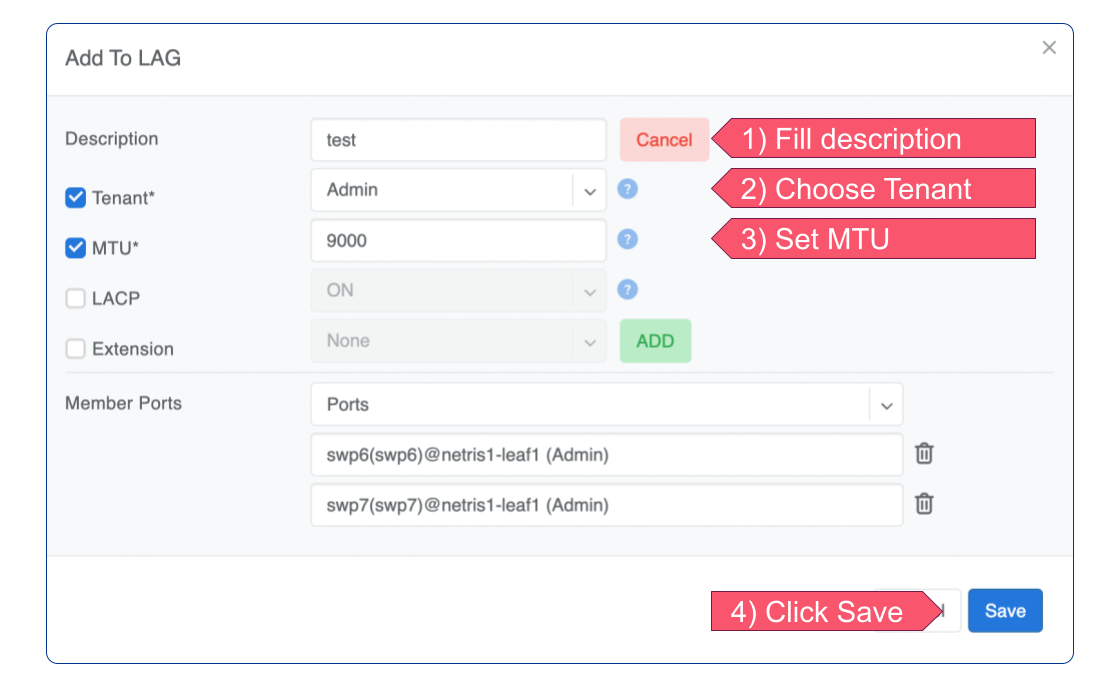 Add To LAG
Description test Cancel 1) Fill description
Tenant* Admin ? 2) Choose Tenant
MTU* 9000 ? 3) Set MTU
LACP ON ?
Extension None ADD
Member Ports Ports
swp6(swp6)@netris1-leaf1 (Admin)
swp7(swp7)@netris1-leaf1 (Admin)
4) Click Save Save